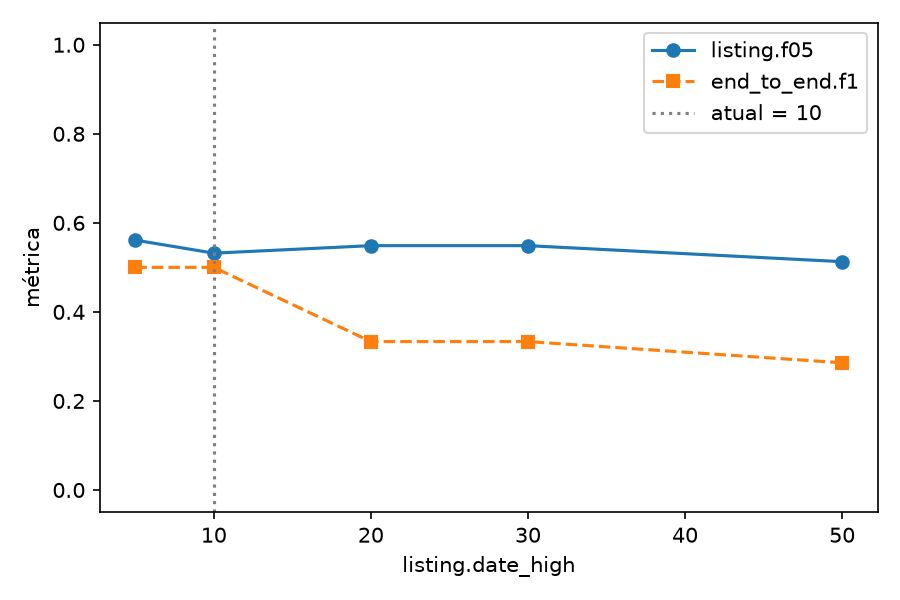 1.0
0.8
0.6
0.4
0.2
0.0
métrica
listing.f05
end_to_end.f1
atual = 10
10 20 30 40 50
listing.date_high